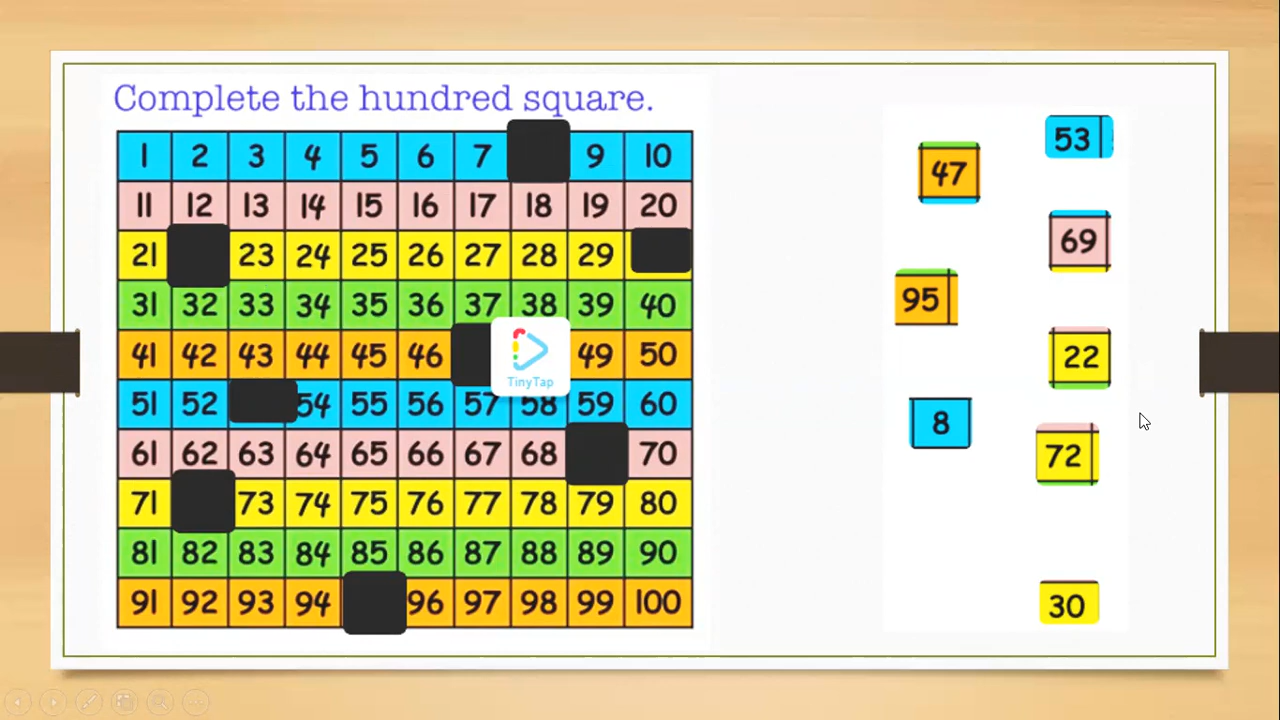 Complete the hundred square.
1 2 3 4 5 6 7 9 10
11 12 13 14 15 16 17 18 19 20
21 23 24 25 26 27 28 29
31 32 33 34 35 36 37 38 39 40
41 42 43 44 45 46 49 50
TinyTap
51 52 54 55 56 57 58 59 60
61 62 63 64 65 66 67 68 70
71 73 74 75 76 77 78 79 80
81 82 83 84 85 86 87 88 89 90
91 92 93 94 96 97 98 99 100
53
47
69
95
22
8
72
30